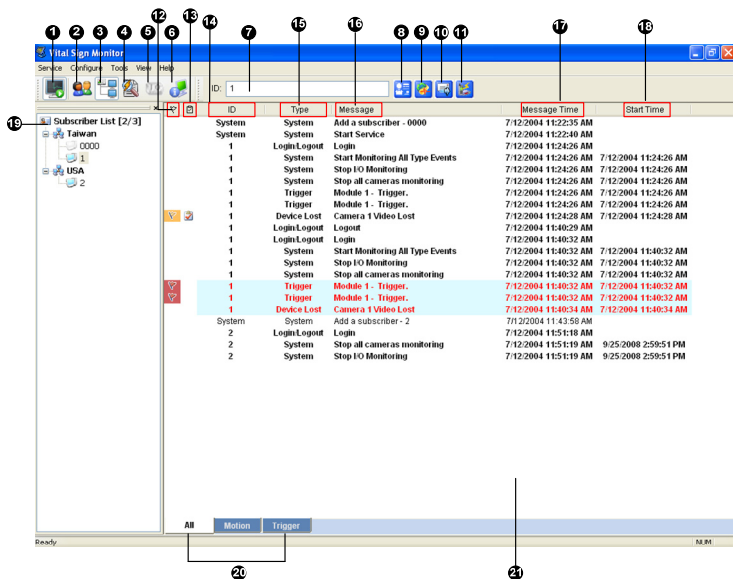 12 13 14 15 16 17 18
1 2 3 4 5 6 7 8 9 10 11
Vital Sign Monitor
Service Configure Tools View Help
ID: 1
ID Type Message Message Time Start Time
19
Subscriber List [2/3]
Taiwan
0000
1
USA
2
System System Add a subscriber - 0000 7/12/2004 11:22:35 AM
System System Start Service 7/12/2004 11:22:40 AM
1 Login/Logout Login 7/12/2004 11:24:26 AM
1 System Start Monitoring All Type Events 7/12/2004 11:24:26 AM 7/12/2004 11:24:26 AM
1 System Stop I/O Monitoring 7/12/2004 11:24:26 AM 7/12/2004 11:24:26 AM
1 System Stop all cameras monitoring 7/12/2004 11:24:26 AM 7/12/2004 11:24:26 AM
1 Trigger Module 1 - Trigger. 7/12/2004 11:24:26 AM 7/12/2004 11:24:26 AM
1 Trigger Module 1 - Trigger. 7/12/2004 11:24:26 AM 7/12/2004 11:24:26 AM
1 Device Lost Camera 1 Video Lost 7/12/2004 11:24:28 AM 7/12/2004 11:24:28 AM
1 Login/Logout Logout 7/12/2004 11:40:29 AM
1 Login/Logout Login 7/12/2004 11:40:32 AM
1 System Start Monitoring All Type Events 7/12/2004 11:40:32 AM 7/12/2004 11:40:32 AM
1 System Stop I/O Monitoring 7/12/2004 11:40:32 AM 7/12/2004 11:40:32 AM
1 System Stop all cameras monitoring 7/12/2004 11:40:32 AM 7/12/2004 11:40:32 AM
1 Trigger Module 1 - Trigger. 7/12/2004 11:40:32 AM 7/12/2004 11:40:32 AM
1 Trigger Module 1 - Trigger. 7/12/2004 11:40:32 AM 7/12/2004 11:40:32 AM
1 Device Lost Camera 1 Video Lost 7/12/2004 11:40:34 AM 7/12/2004 11:40:34 AM
System System Add a subscriber - 2 7/12/2004 11:43:58 AM
2 Login/Logout Login 7/12/2004 11:51:18 AM
2 System Stop all cameras monitoring 7/12/2004 11:51:19 AM 9/25/2008 2:59:51 PM
2 System Stop I/O Monitoring 7/12/2004 11:51:19 AM 9/25/2008 2:59:51 PM
All Motion Trigger
Ready NUM
20 21